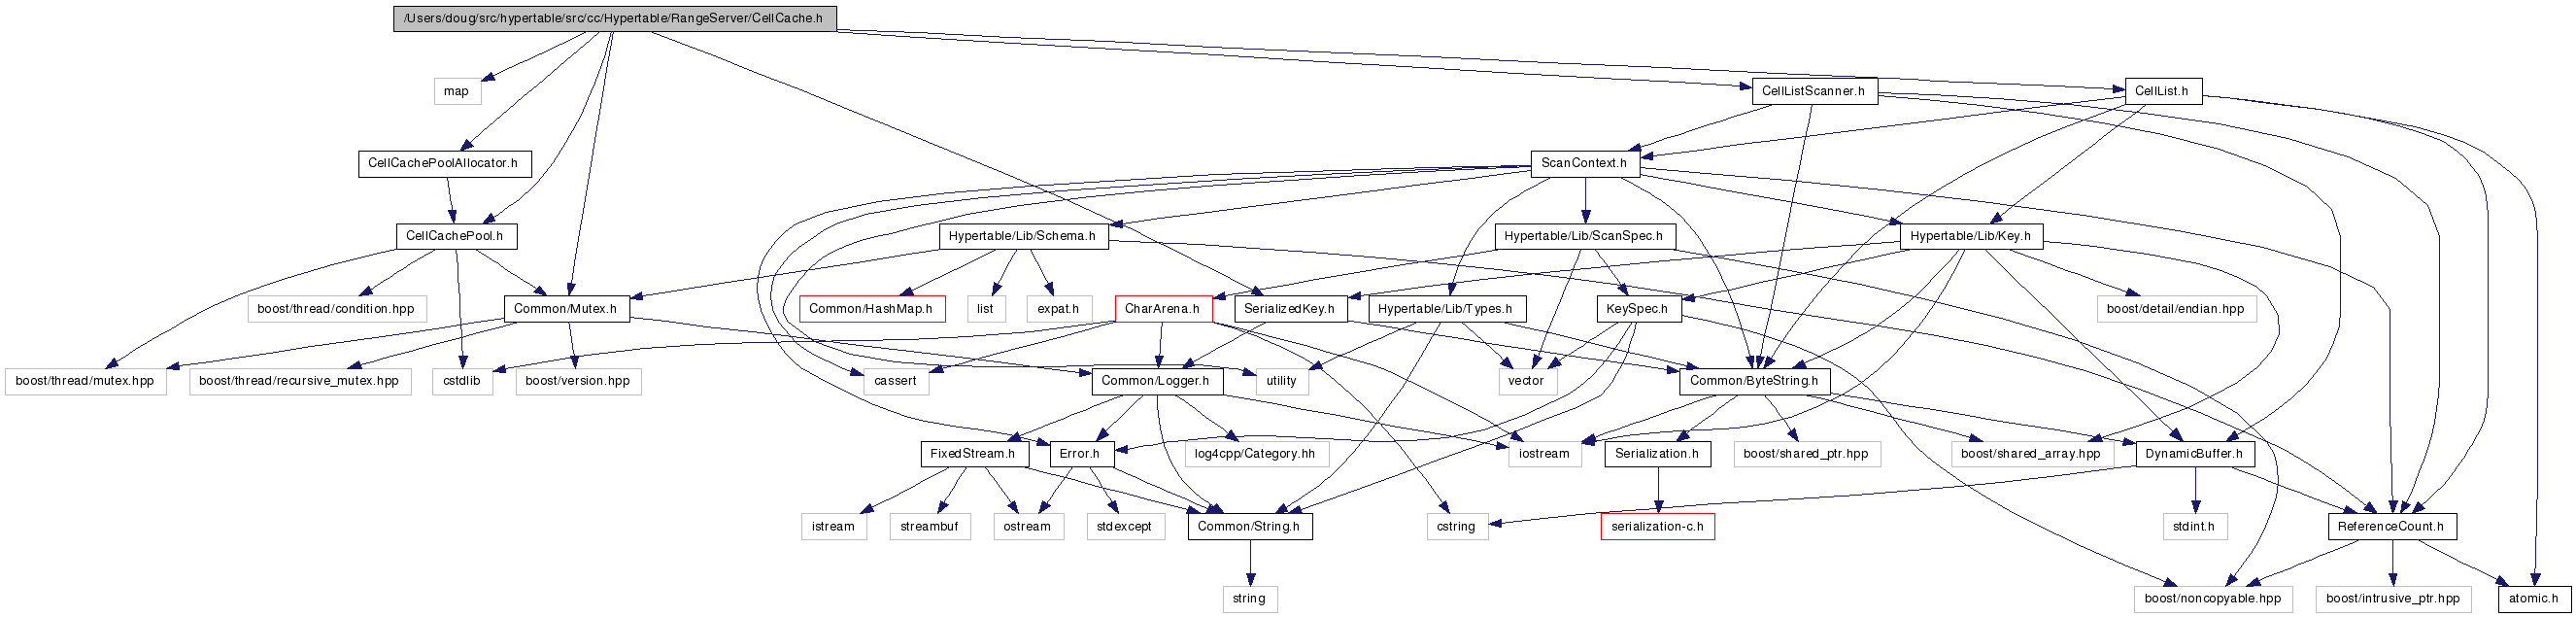 /Users/doug/src/hypertable/src/cc/Hypertable/RangeServer/CellCache.h
map
CellListScanner.h
CellList.h
CellCachePoolAllocator.h
ScanContext.h
CellCachePool.h
Hypertable/Lib/Schema.h
Hypertable/Lib/ScanSpec.h
Hypertable/Lib/Key.h
boost/thread/condition.hpp
Common/Mutex.h
Common/HashMap.h
list
expat.h
CharArena.h
SerializedKey.h
Hypertable/Lib/Types.h
KeySpec.h
boost/detail/endian.hpp
boost/thread/mutex.hpp
boost/thread/recursive_mutex.hpp
cstdlib
boost/version.hpp
cassert
Common/Logger.h
utility
vector
Common/ByteString.h
FixedStream.h
Error.h
log4cpp/Category.hh
iostream
Serialization.h
boost/shared_ptr.hpp
boost/shared_array.hpp
DynamicBuffer.h
istream
streambuf
ostream
stdexcept
Common/String.h
cstring
serialization-c.h
stdint.h
ReferenceCount.h
string
boost/noncopyable.hpp
boost/intrusive_ptr.hpp
atomic.h